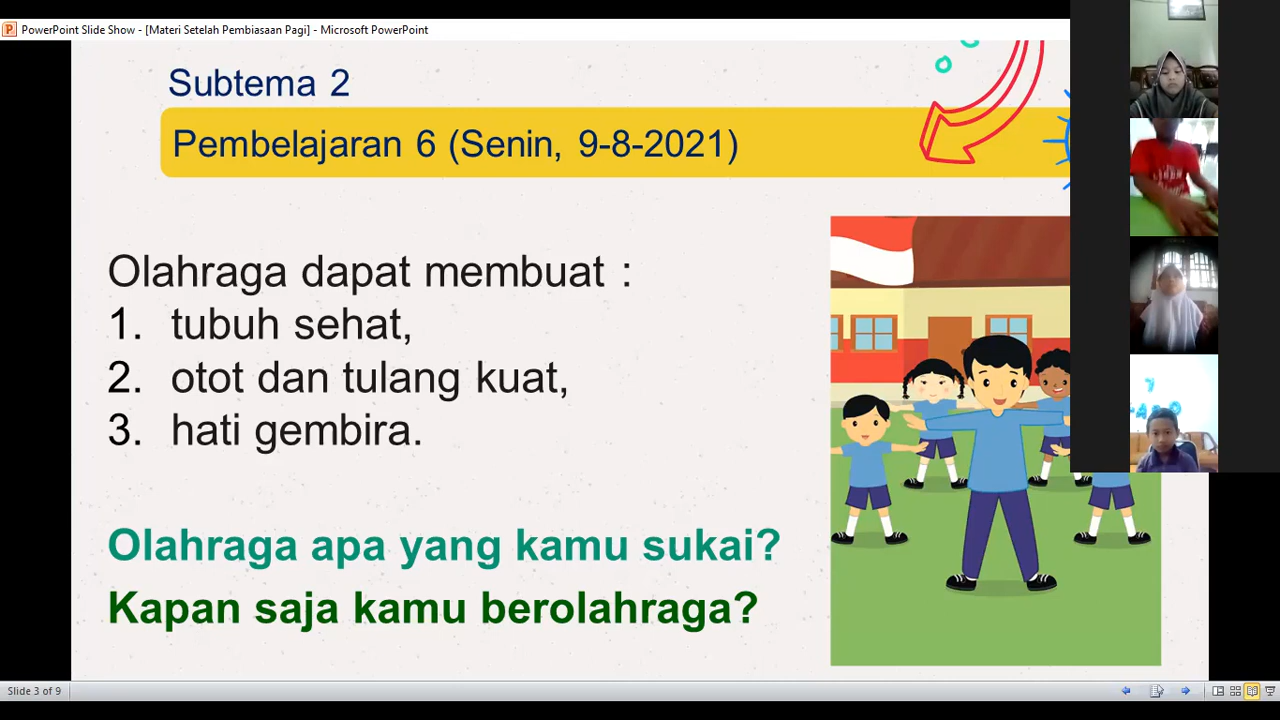 PowerPoint Slide Show - [Materi Setelah Pembiasaan Pagi] - Microsoft PowerPoint
Subtema 2
Pembelajaran 6 (Senin, 9-8-2021)
Olahraga dapat membuat :
1. tubuh sehat,
2. otot dan tulang kuat,
3. hati gembira.
Olahraga apa yang kamu sukai?
Kapan saja kamu berolahraga?
Slide 3 of 9